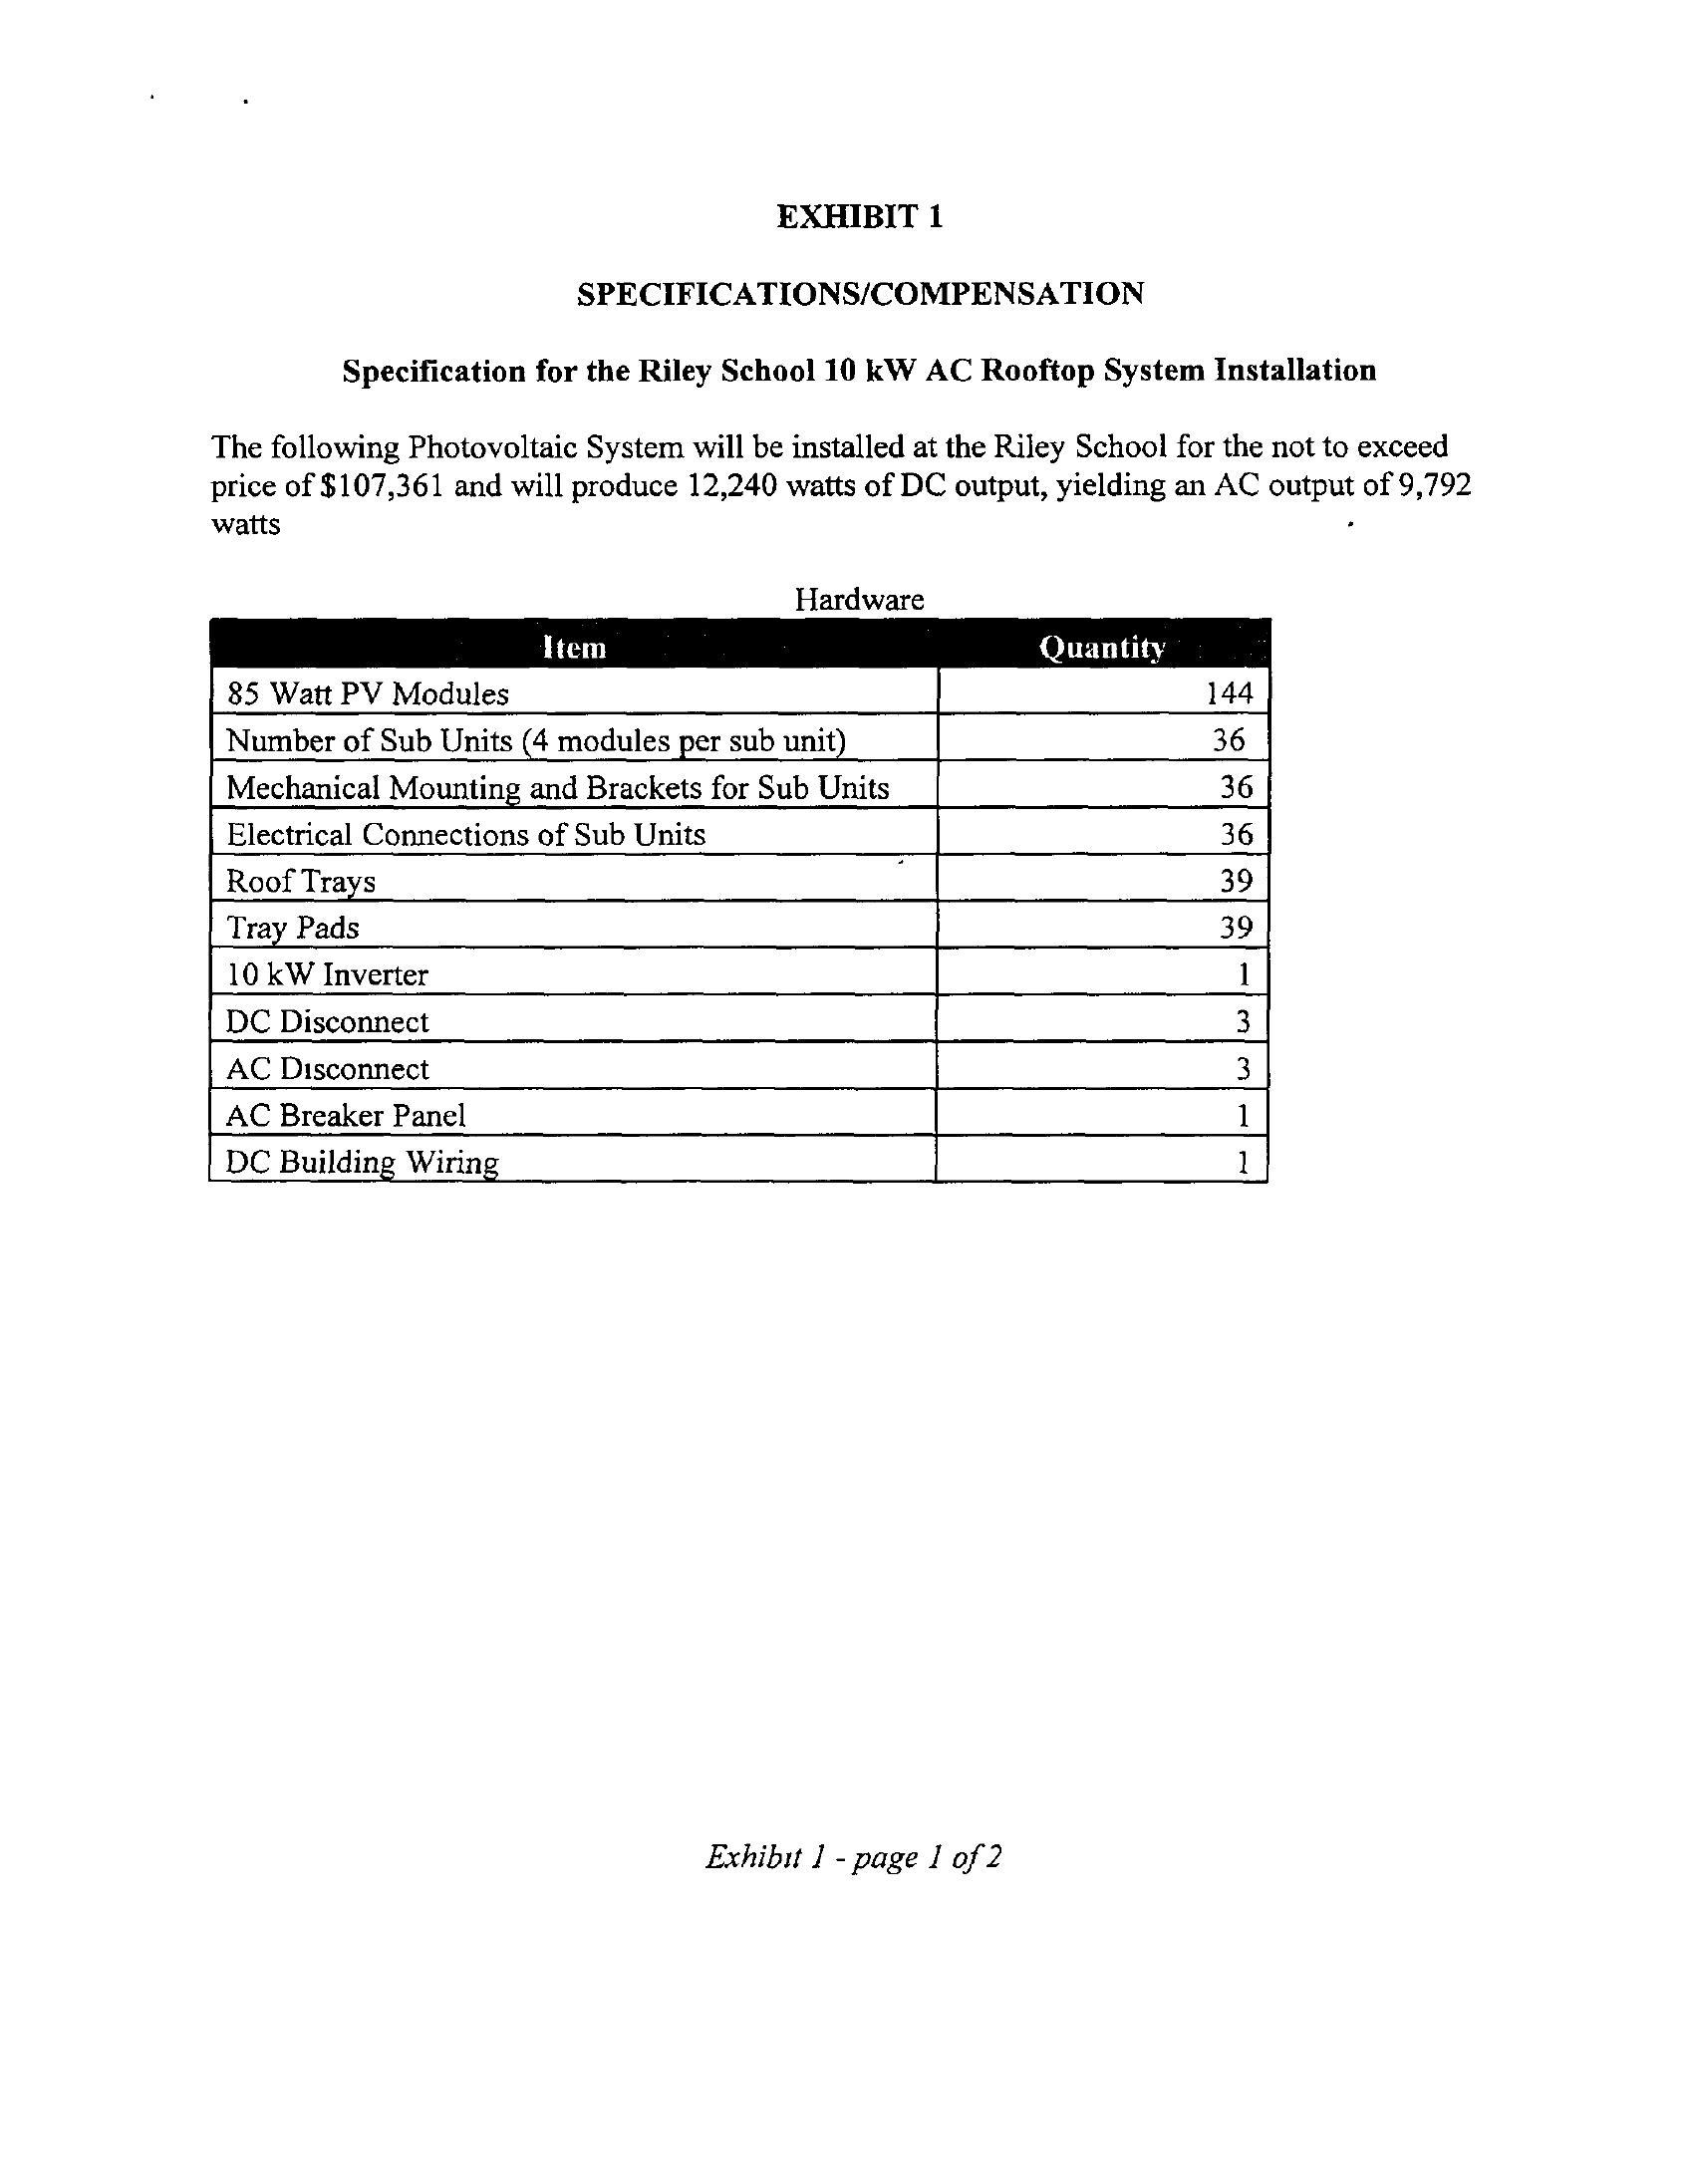 EXHIBIT 1
SPECIFICATIONS/COMPENSATION
Specification for the Riley School 10 kW AC Rooftop System Installation
The following Photovoltaic System will be installed at the Riley School for the not to exceed
price of $107,361 and will produce 12,240 watts of DC output, yielding an AC output of 9,792
watts
Hardware
Item Quantity
85 Watt PV Modules 144
Number of Sub Units (4 modules per sub unit) 36
Mechanical Mounting and Brackets for Sub Units 36
Electrical Connections of Sub Units 36
Roof Trays 39
Tray Pads 39
10 kW Inverter 1
DC Disconnect 3
AC Disconnect 3
AC Breaker Panel 1
DC Building Wiring 1
Exhibit 1 - page 1 of 2